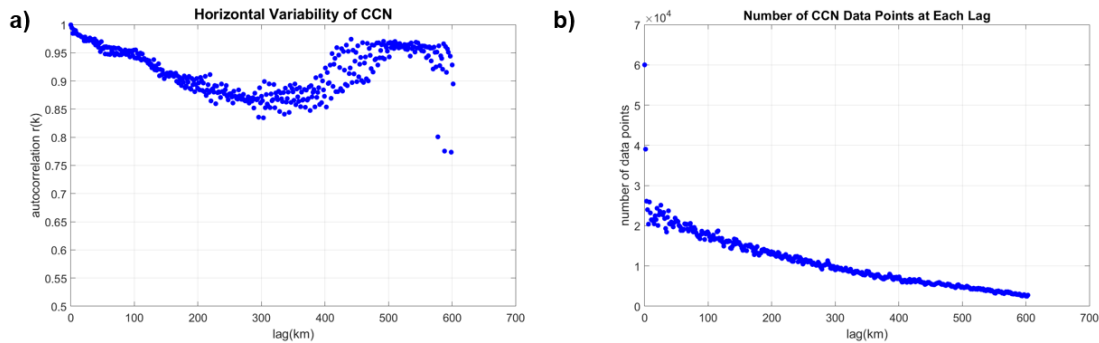 a)
Horizontal Variability of CCN
autocorrelation r(k)
1
0.95
0.9
0.85
0.8
0.75
0.7
0.65
0.6
0.55
0.5
0 100 200 300 400 500 600 700
lag(km)
b)
Number of CCN Data Points at Each Lag
×10⁴
number of data points
7
6
5
4
3
2
1
0
0 100 200 300 400 500 600 700
lag(km)